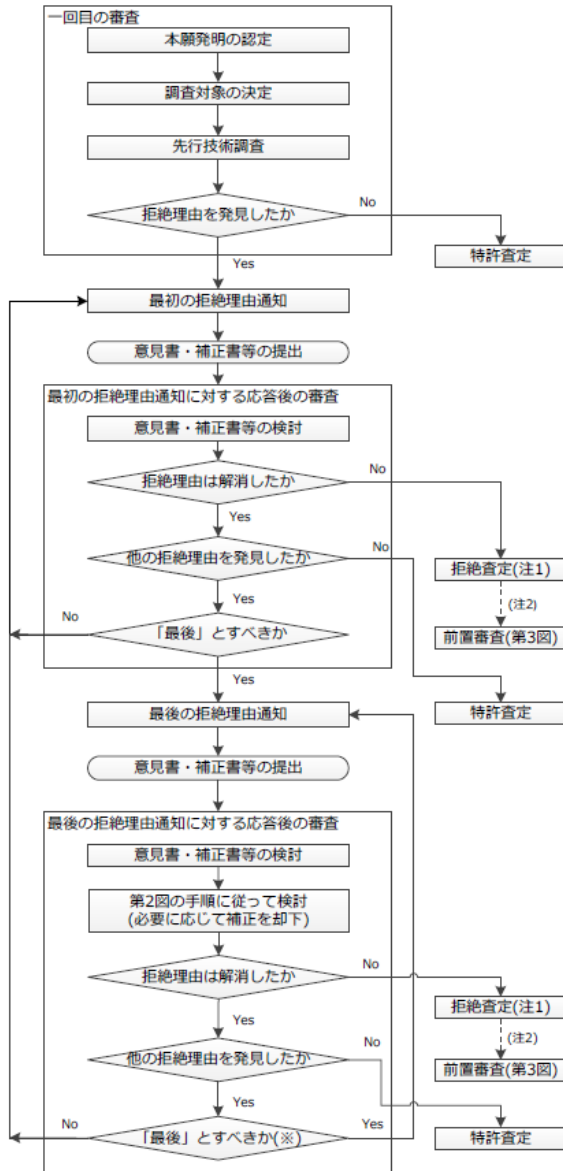 一回目の審査
本願発明の認定
調査対象の決定
先行技術調査
拒絶理由を発見したか
No
特許査定
Yes
最初の拒絶理由通知
意見書・補正書等の提出
最初の拒絶理由通知に対する応答後の審査
意見書・補正書等の検討
拒絶理由は解消したか
No
Yes
他の拒絶理由を発見したか
No
拒絶査定(注1)
(注2)
前置審査(第3図)
Yes
「最後」とすべきか
No
特許査定
Yes
最後の拒絶理由通知
意見書・補正書等の提出
最後の拒絶理由通知に対する応答後の審査
意見書・補正書等の検討
第2図の手順に従って検討
(必要に応じて補正を却下)
拒絶理由は解消したか
No
拒絶査定(注1)
(注2)
前置審査(第3図)
Yes
他の拒絶理由を発見したか
No
Yes
「最後」とすべきか(※)
No
Yes
特許査定